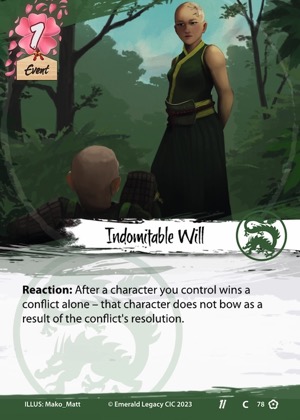 1
Event
Indomitable Will
Reaction: After a character you control wins a
conflict alone – that character does not bow as a
result of the conflict's resolution.
ILLUS: Mako_Matt © Emerald Legacy CIC 2023 C 78